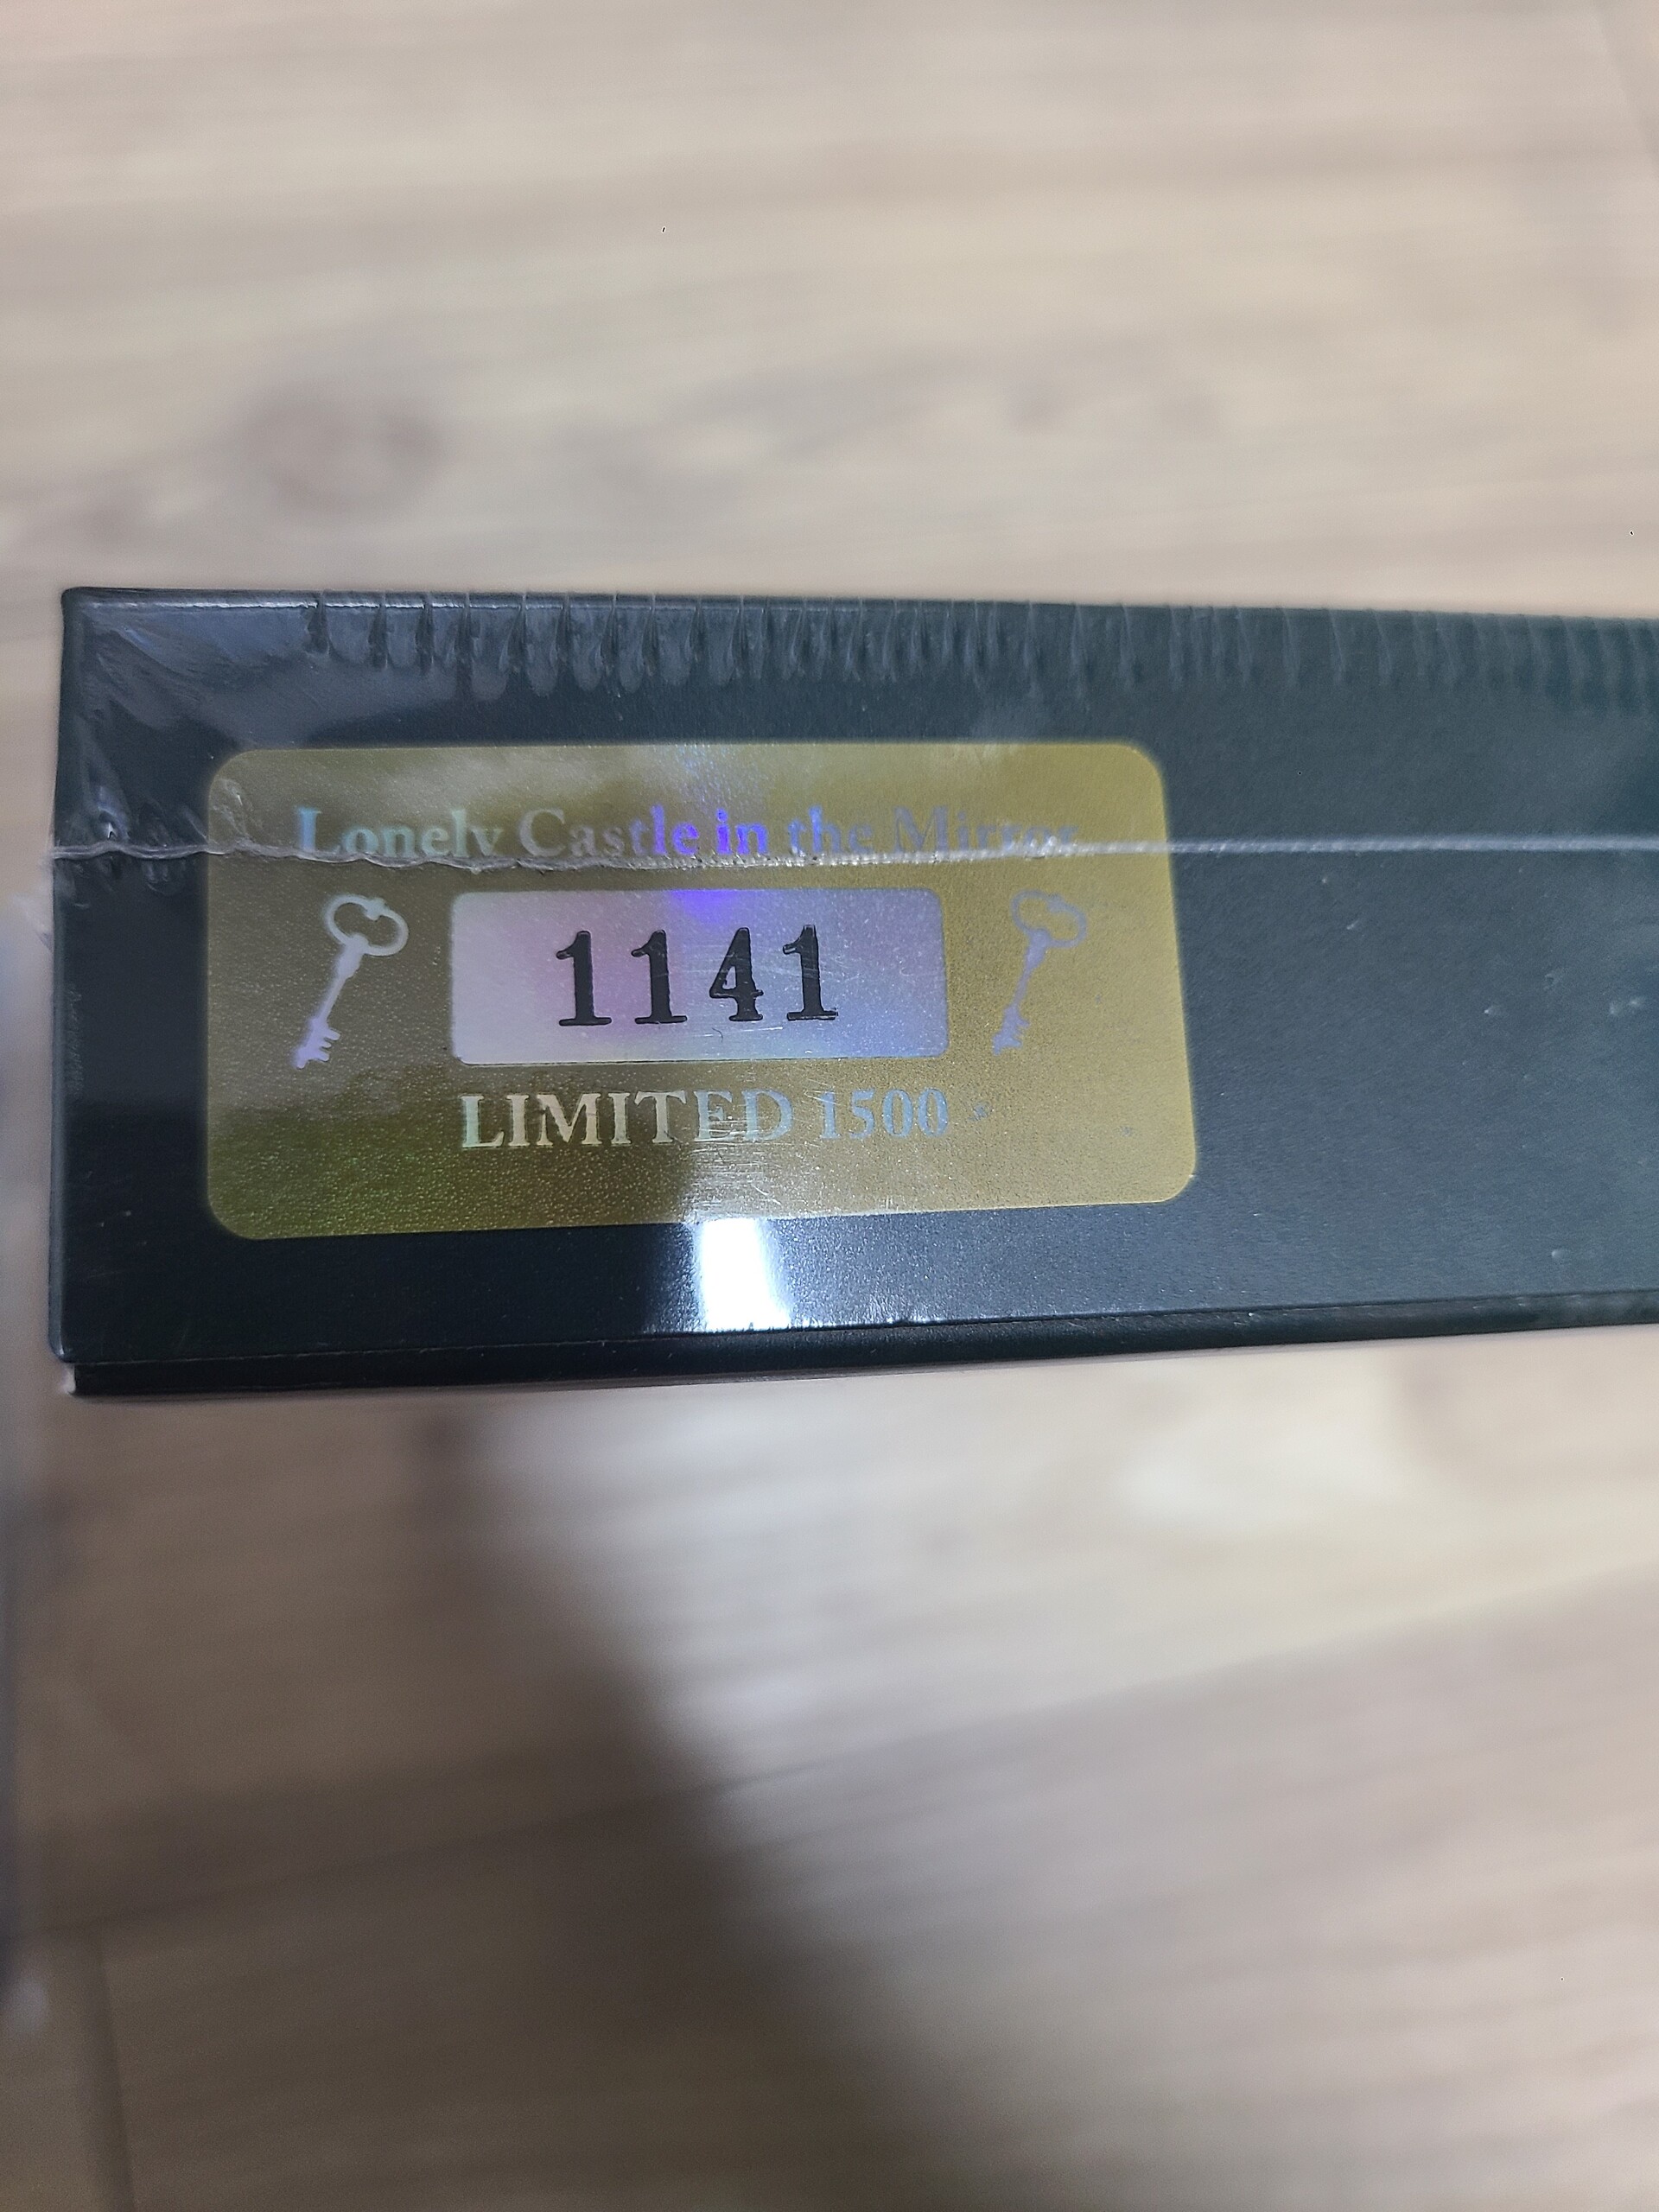 Lonely Castle in the Mirror
1141
LIMITED 1500